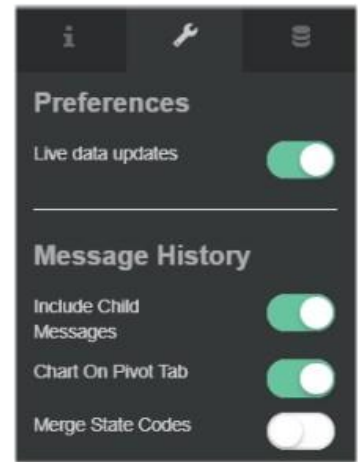 Preferences
Live data updates
Message History
Include Child
Messages
Chart On Pivot Tab
Merge State Codes